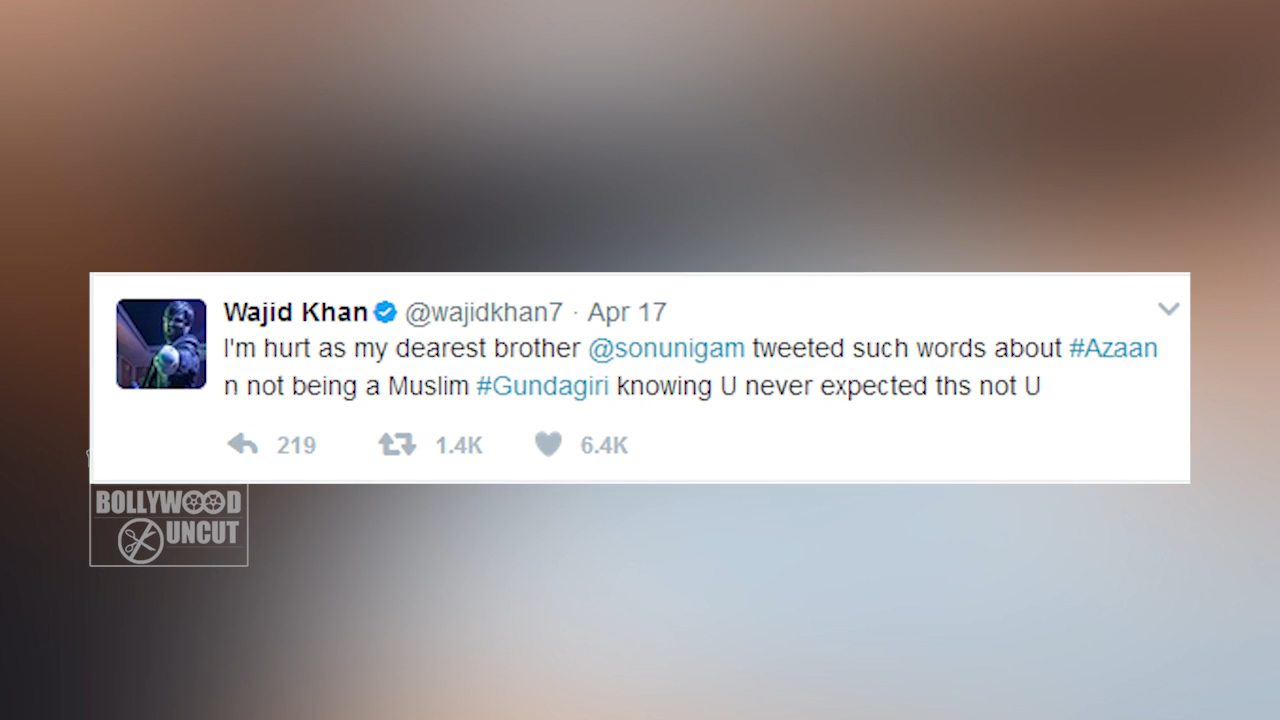 Wajid Khan @wajidkhan7 · Apr 17
I'm hurt as my dearest brother @sonunigam tweeted such words about #Azaan
n not being a Muslim #Gundagiri knowing U never expected ths not U
219 1.4K 6.4K
BOLLYWOOD
UNCUT